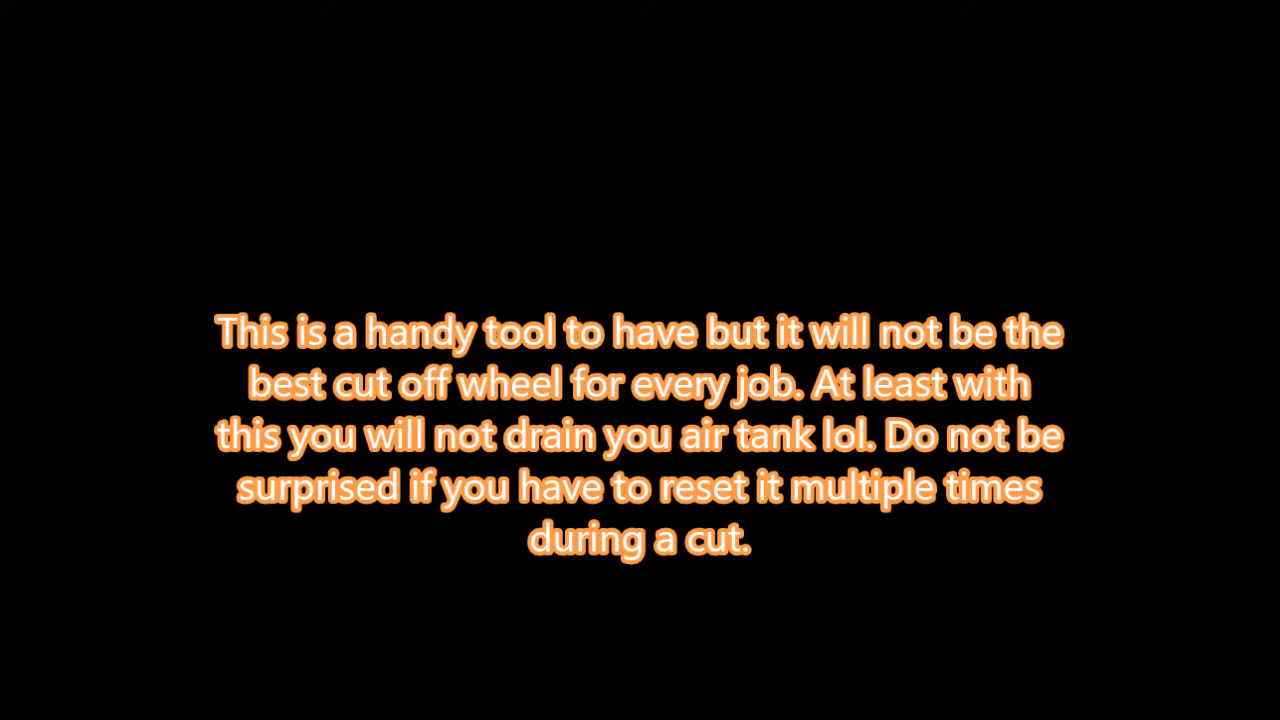 This is a handy tool to have but it will not be the
best cut off wheel for every job. At least with
this you will not drain you air tank lol. Do not be
surprised if you have to reset it multiple times
during a cut.